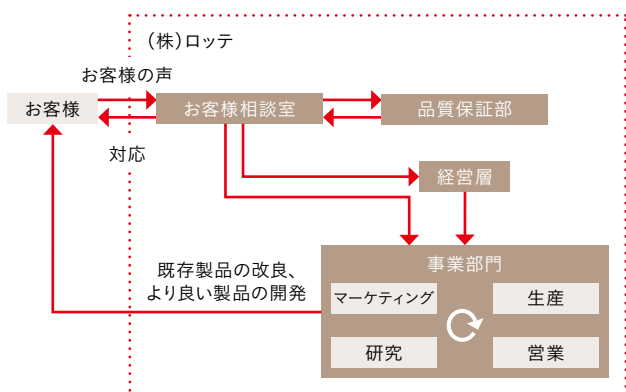 (株)ロッテ
お客様の声
お客様
お客様相談室
品質保証部
対応
経営層
事業部門
既存製品の改良、
より良い製品の開発
マーケティング
生産
研究
営業